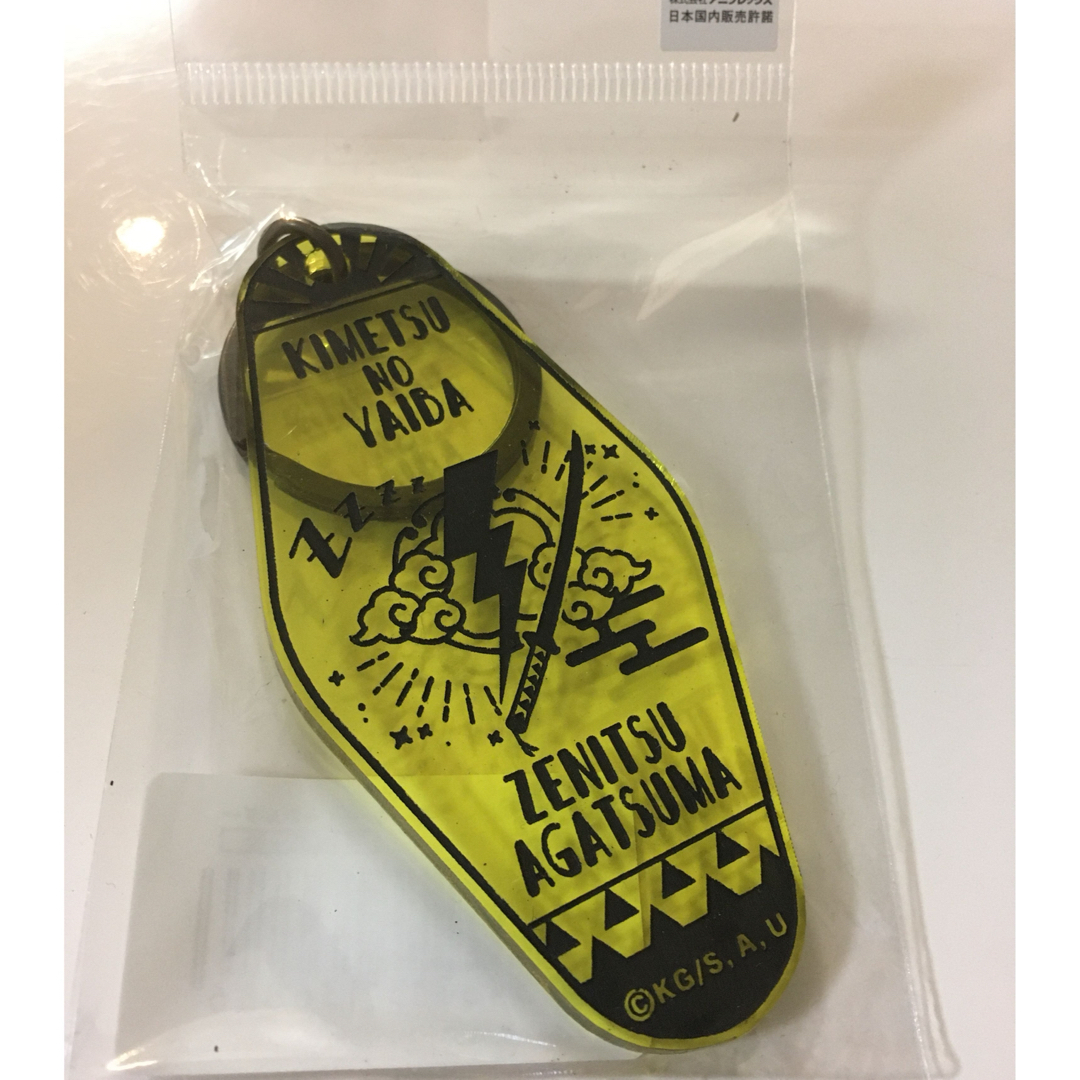 株式会社アニプレックス
日本国内販売許諾
KIMETSU
NO
YAIBA
Zzzz
ZENITSU
AGATSUMA
©KG/S, A, U